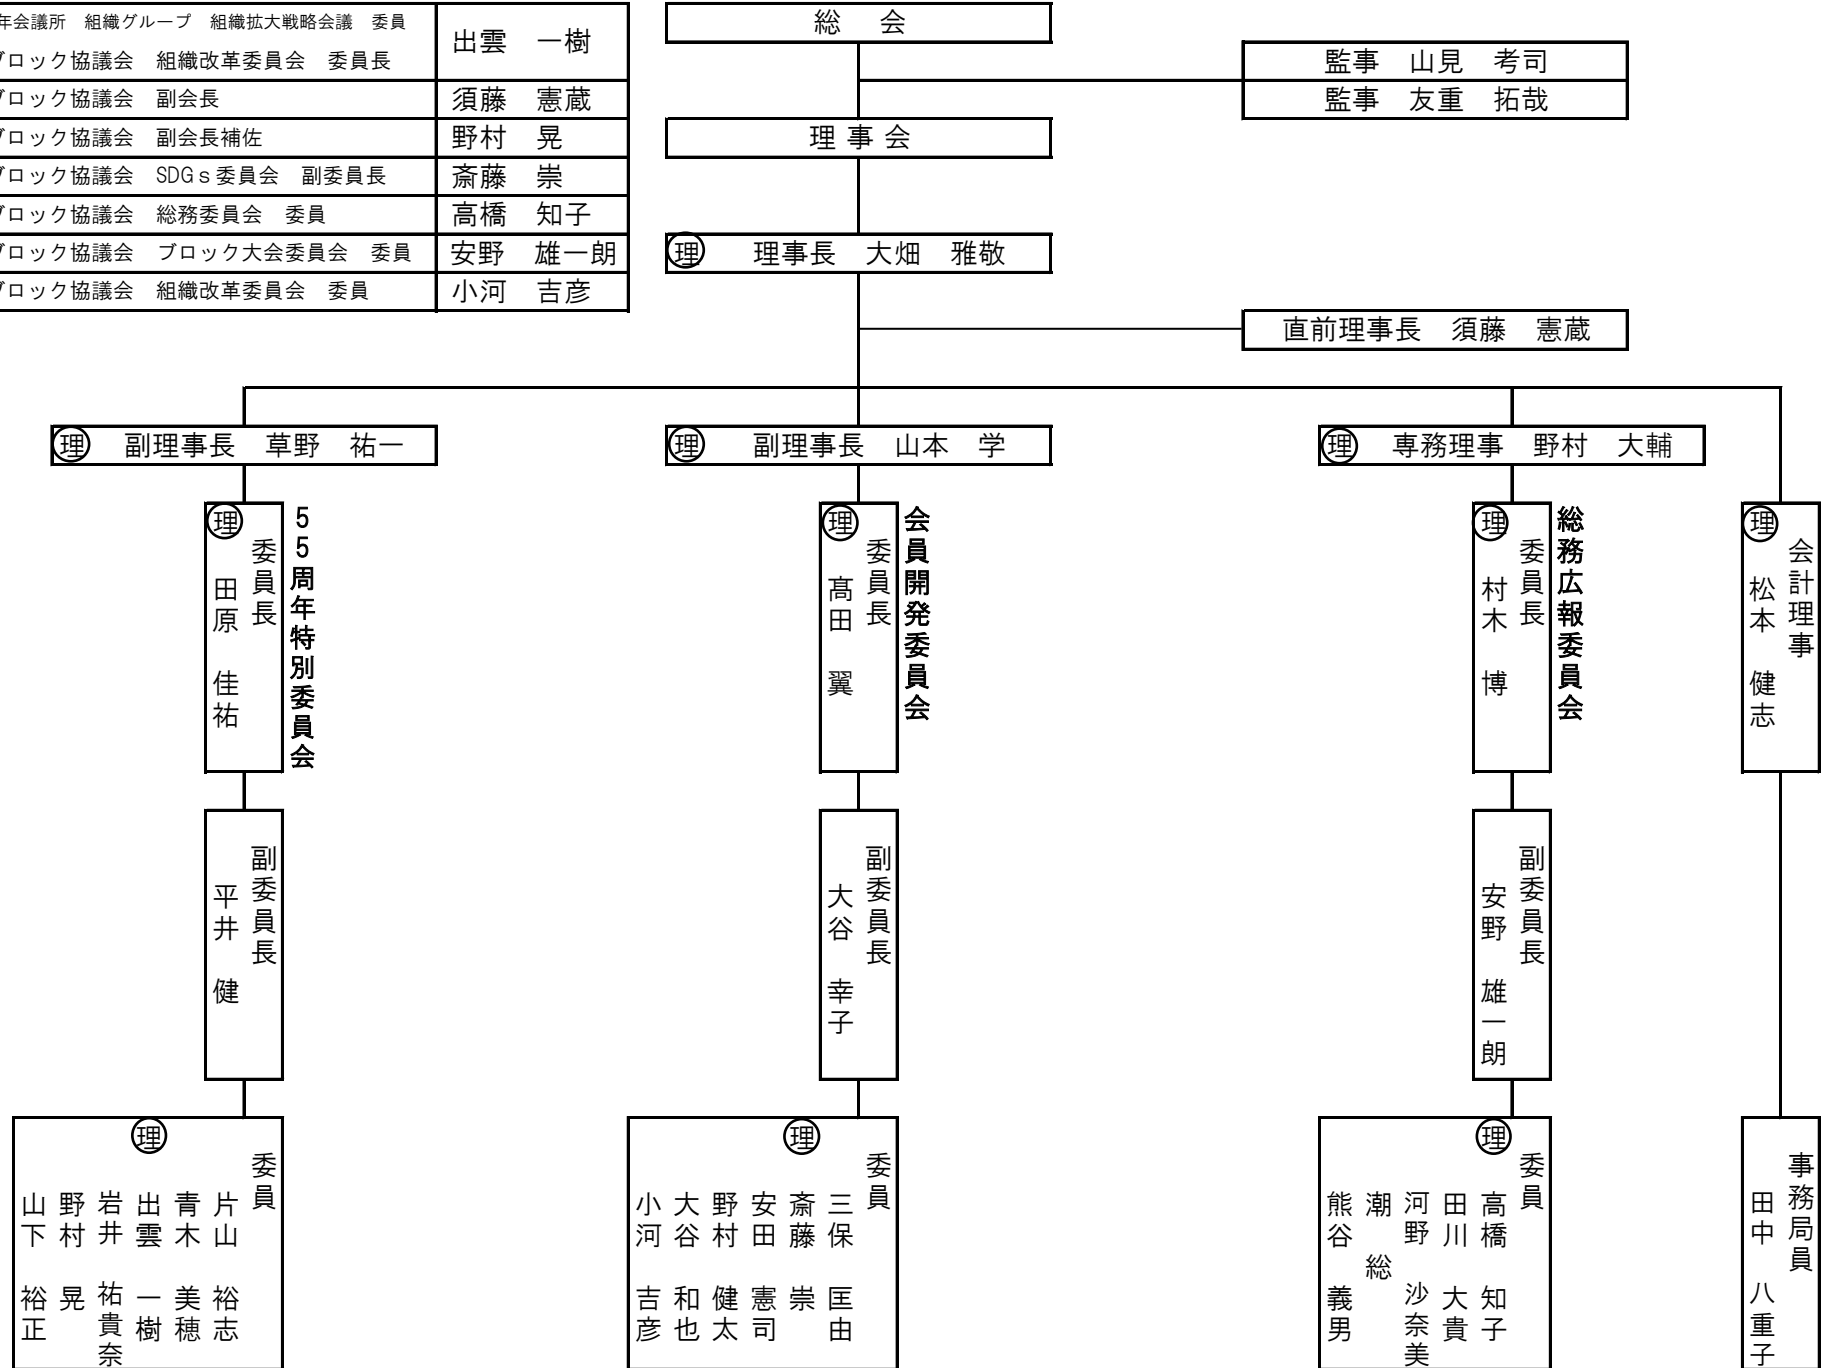 年会議所　組織グループ　組織拡大戦略会議　委員
ブロック協議会　組織改革委員会　委員長
出雲　一樹
ブロック協議会　副会長　須藤　憲蔵
ブロック協議会　副会長補佐　野村　晃
ブロック協議会　SDGｓ委員会　副委員長　斎藤　崇
ブロック協議会　総務委員会　委員　高橋　知子
ブロック協議会　ブロック大会委員会　委員　安野　雄一朗
ブロック協議会　組織改革委員会　委員　小河　吉彦
総　会
監事　山見　考司
監事　友重　拓哉
理 事 会
理　理事長　大畑　雅敬
直前理事長　須藤　憲蔵
理　副理事長　草野　祐一
理　副理事長　山本　学
理　専務理事　野村　大輔
５５周年特別委員会
委員長
理　田原　佳祐
会員開発委員会
委員長
理　髙田　翼
総務広報委員会
委員長
理　村木　博
会計理事
理　松本　健志
副委員長
平井　健
副委員長
大谷　幸子
副委員長
安野　雄一朗
委員
片山　裕志
青木　美穂
理　出雲　一樹
岩井　祐貴奈
野村　晃
山下　裕正
委員
三保　匡由
理　斎藤　崇
安田　憲司
野村　健太
大谷　和也
小河　吉彦
委員
理　高橋　知子
田川　大貴
河野　沙奈美
潮　総
熊谷　義男
事務局員
田中　八重子